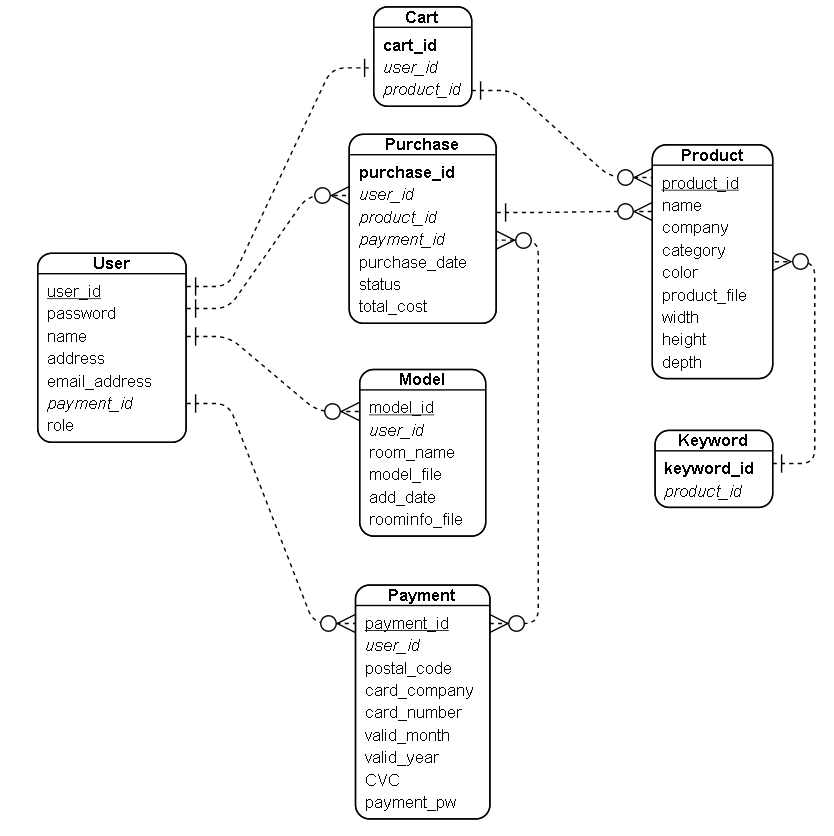 Cart
cart_id
user_id
product_id
Purchase
purchase_id
user_id
product_id
payment_id
purchase_date
status
total_cost
Product
product_id
name
company
category
color
product_file
width
height
depth
User
user_id
password
name
address
email_address
payment_id
role
Model
model_id
user_id
room_name
model_file
add_date
roominfo_file
Keyword
keyword_id
product_id
Payment
payment_id
user_id
postal_code
card_company
card_number
valid_month
valid_year
CVC
payment_pw